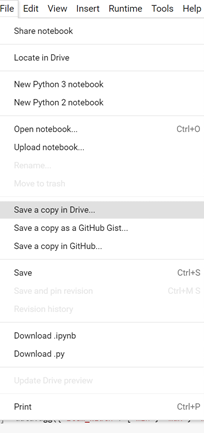 File Edit View Insert Runtime Tools Help
Share notebook
Locate in Drive
New Python 3 notebook
New Python 2 notebook
Open notebook... Ctrl+O
Upload notebook...
Rename...
Move to trash
Save a copy in Drive...
Save a copy as a GitHub Gist...
Save a copy in GitHub...
Save Ctrl+S
Save and pin revision Ctrl+M S
Revision history
Download .ipynb
Download .py
Update Drive preview
Print Ctrl+P